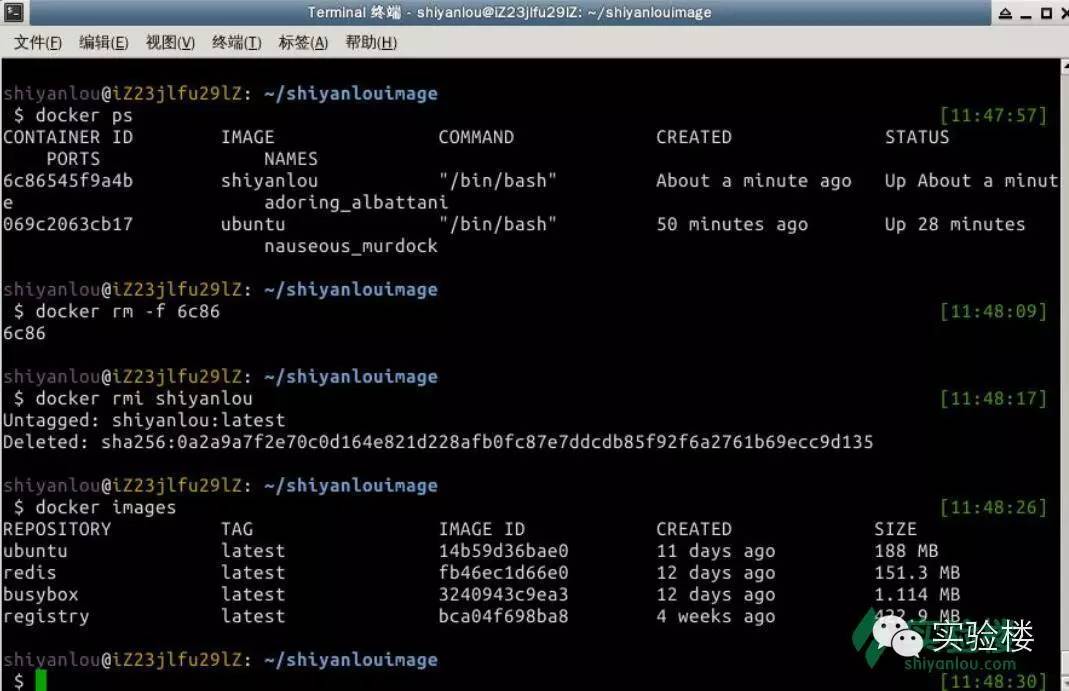 Terminal 终端 - shiyanlou@iZ23jlfu29lZ: ~/shiyanlouimage
文件(F) 编辑(E) 视图(V) 终端(T) 标签(A) 帮助(H)
shiyanlou@iZ23jlfu29lZ: ~/shiyanlouimage
$ docker ps [11:47:57]
CONTAINER ID IMAGE COMMAND CREATED STATUS
PORTS NAMES
6c86545f9a4b shiyanlou "/bin/bash" About a minute ago Up About a minut
e adoring_albattani
069c2063cb17 ubuntu "/bin/bash" 50 minutes ago Up 28 minutes
nauseous_murdock
shiyanlou@iZ23jlfu29lZ: ~/shiyanlouimage
$ docker rm -f 6c86 [11:48:09]
6c86
shiyanlou@iZ23jlfu29lZ: ~/shiyanlouimage
$ docker rmi shiyanlou [11:48:17]
Untagged: shiyanlou:latest
Deleted: sha256:0a2a9a7f2e70c0d164e821d228afb0fc87e7ddcdb85f92f6a2761b69ecc9d135
shiyanlou@iZ23jlfu29lZ: ~/shiyanlouimage
$ docker images [11:48:26]
REPOSITORY TAG IMAGE ID CREATED SIZE
ubuntu latest 14b59d36bae0 11 days ago 188 MB
redis latest fb46ec1d66e0 12 days ago 151.3 MB
busybox latest 3240943c9ea3 12 days ago 1.114 MB
registry latest bca04f698ba8 4 weeks ago 422.9 MB
实验楼
shiyanlou@iZ23jlfu29lZ: ~/shiyanlouimage
shiyanlou.com
$ [11:48:30]